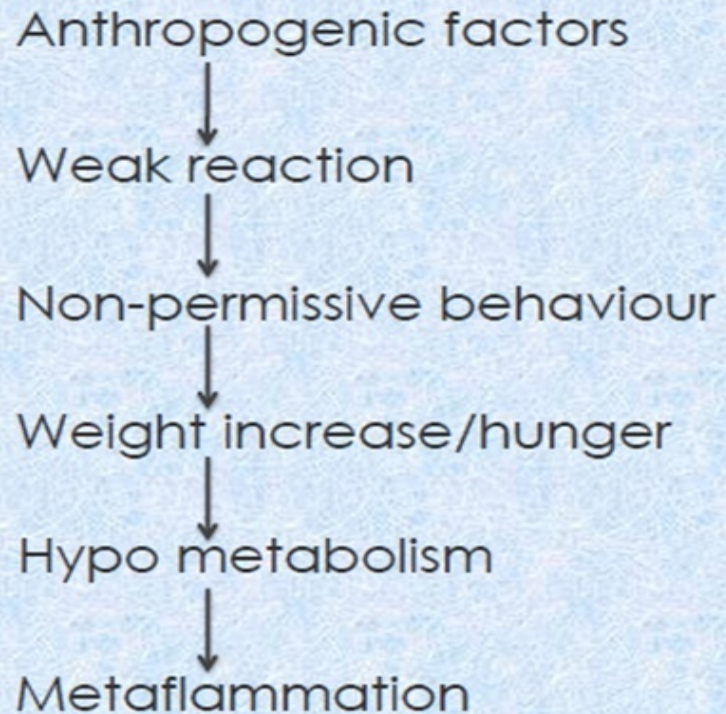 Anthropogenic factors
Weak reaction
Non-permissive behaviour
Weight increase/hunger
Hypo metabolism
Metaflammation